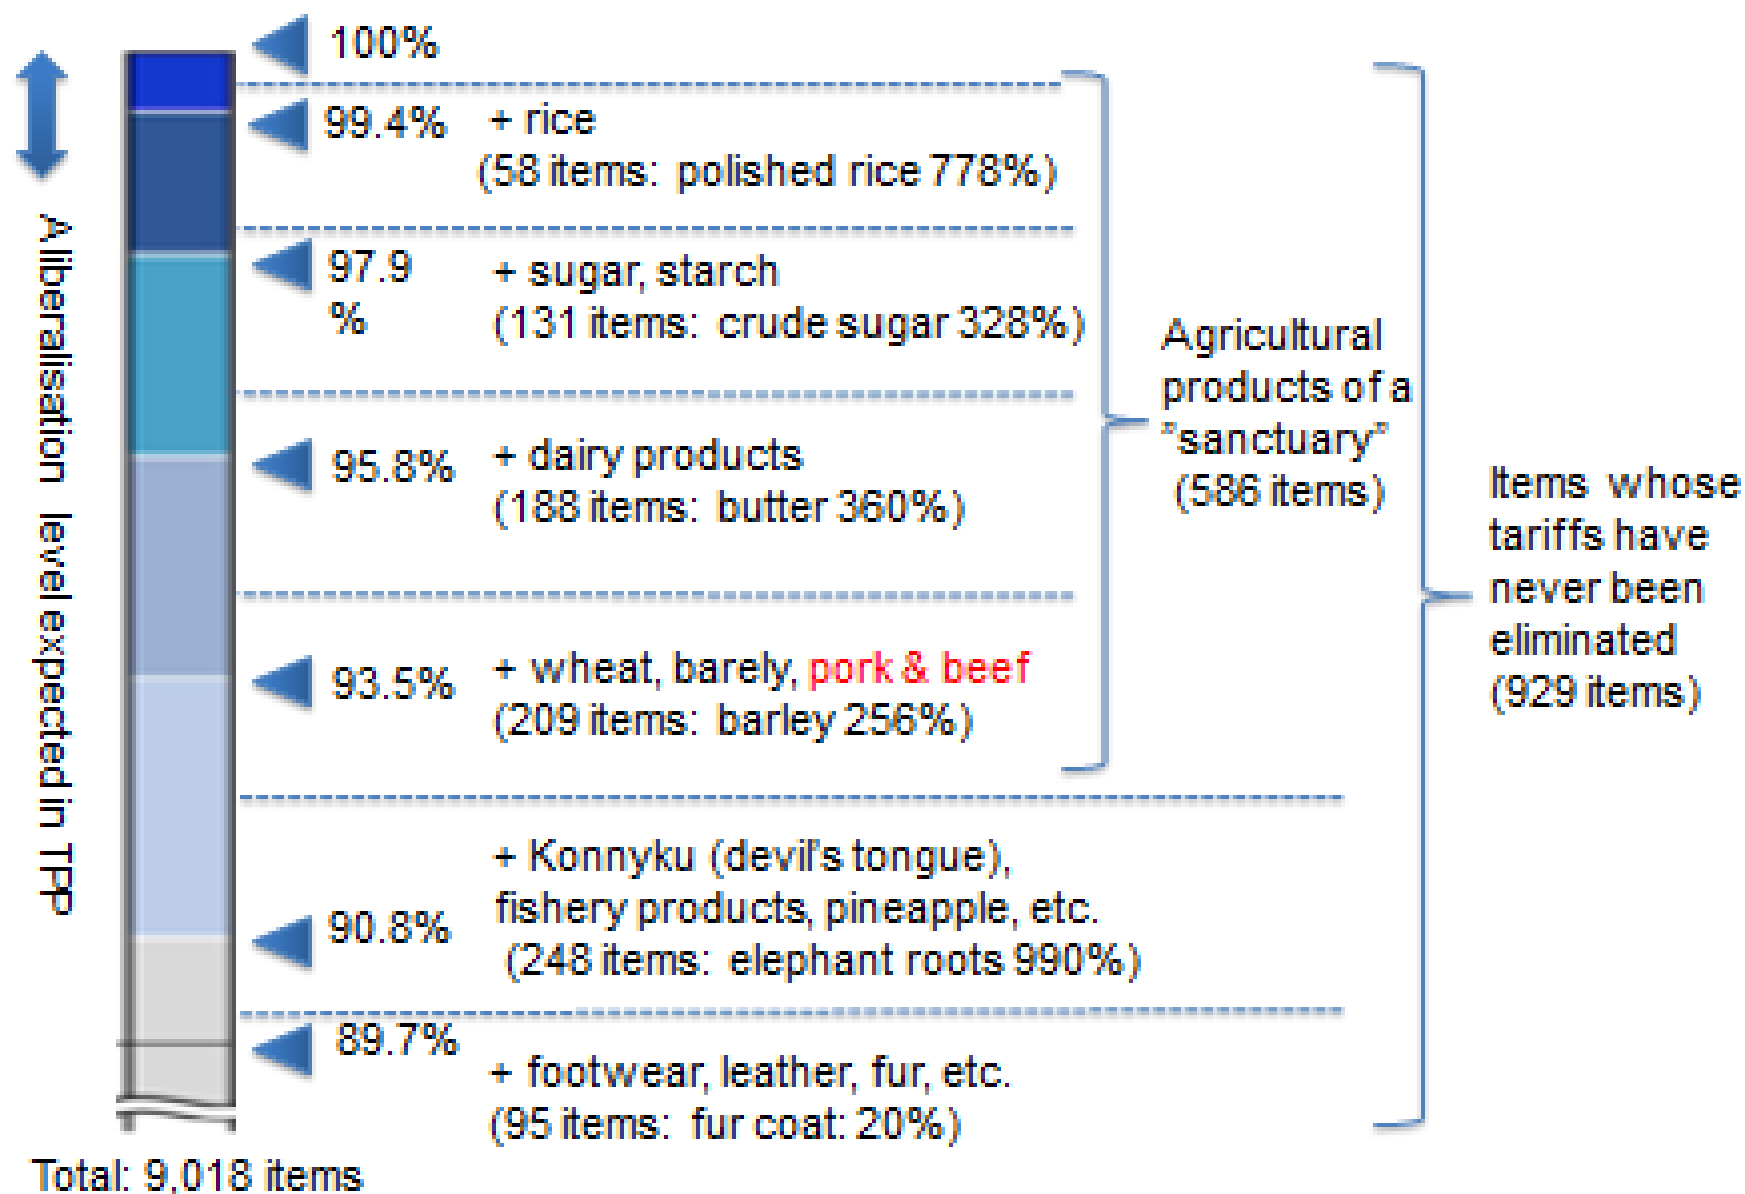 100%
99.4%
+ rice
(58 items: polished rice 778%)
97.9
%
+ sugar, starch
(131 items: crude sugar 328%)
95.8%
+ dairy products
(188 items: butter 360%)
93.5%
+ wheat, barely, pork & beef
(209 items: barley 256%)
90.8%
+ Konnyku (devil's tongue),
fishery products, pineapple, etc.
(248 items: elephant roots 990%)
89.7%
+ footwear, leather, fur, etc.
(95 items: fur coat: 20%)
Total: 9,018 items
A liberalisation level expected in TPP
Agricultural
products of a
"sanctuary"
(586 items)
Items whose
tariffs have
never been
eliminated
(929 items)